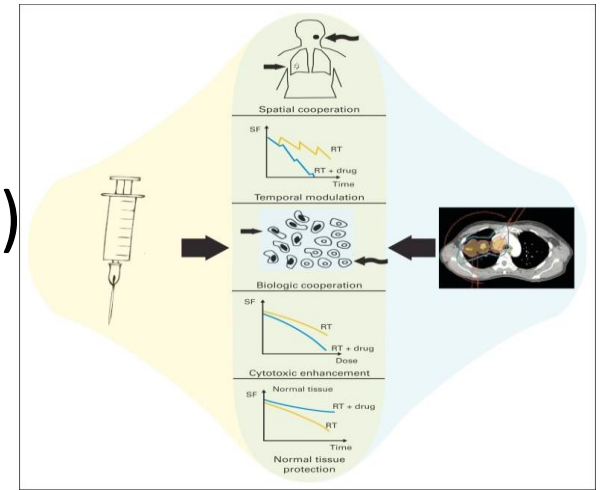 )
Spatial cooperation
SF
RT
RT + drug
Time
Temporal modulation
Biologic cooperation
SF
RT
RT + drug
Dose
Cytotoxic enhancement
SF
Normal tissue
RT + drug
RT
Time
Normal tissue
protection